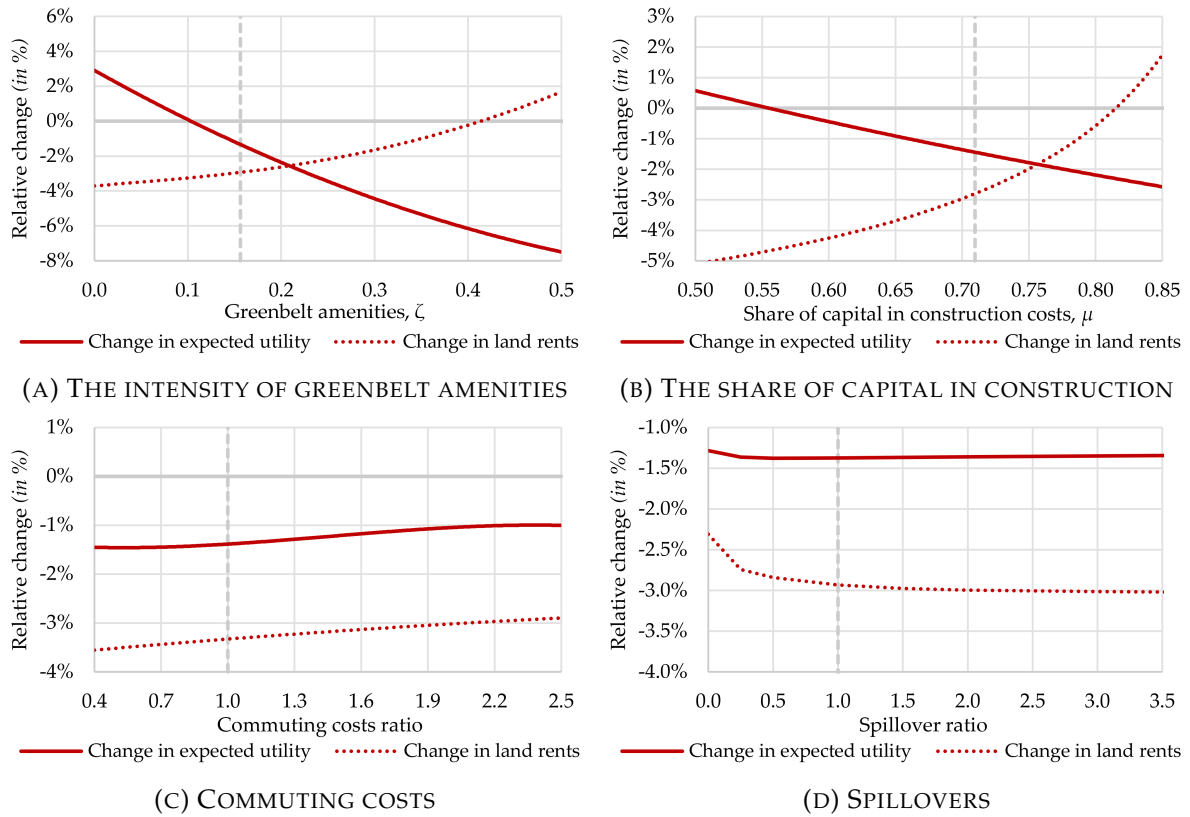 Relative change (in %)
6%
4%
2%
0%
-2%
-4%
-6%
-8%
0.0 0.1 0.2 0.3 0.4 0.5
Greenbelt amenities, ζ
Change in expected utility Change in land rents
(A) THE INTENSITY OF GREENBELT AMENITIES
Relative change (in %)
3%
2%
1%
0%
-1%
-2%
-3%
-4%
-5%
0.50 0.55 0.60 0.65 0.70 0.75 0.80 0.85
Share of capital in construction costs, μ
Change in expected utility Change in land rents
(B) THE SHARE OF CAPITAL IN CONSTRUCTION
Relative change (in %)
1%
0%
-1%
-2%
-3%
-4%
0.4 0.7 1.0 1.3 1.6 1.9 2.2 2.5
Commuting costs ratio
Change in expected utility Change in land rents
(C) COMMUTING COSTS
Relative change (in %)
-1.0%
-1.5%
-2.0%
-2.5%
-3.0%
-3.5%
-4.0%
0.0 0.5 1.0 1.5 2.0 2.5 3.0 3.5
Spillover ratio
Change in expected utility Change in land rents
(D) SPILLOVERS